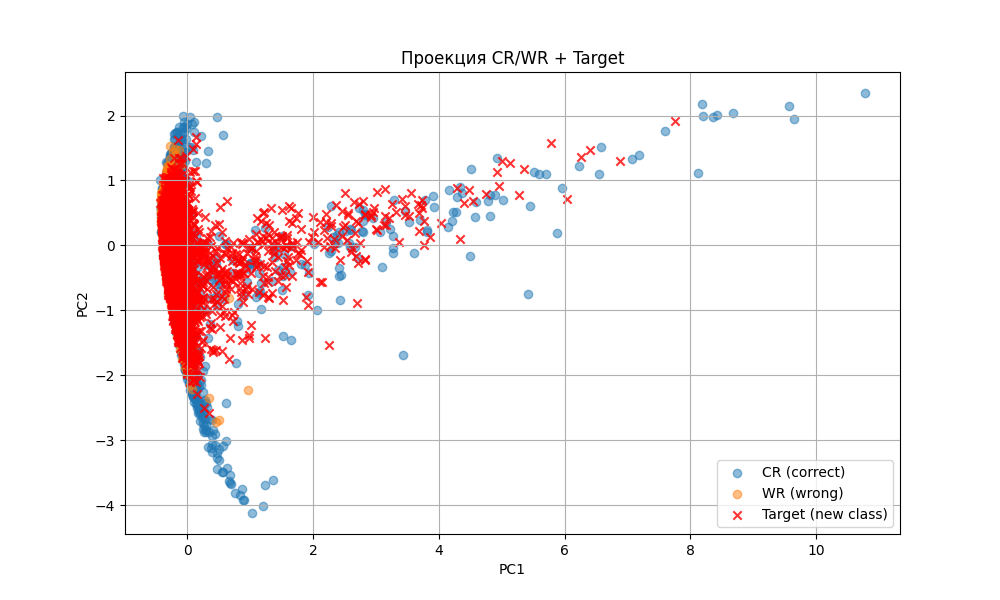 Проекция CR/WR + Target
2
1
0
−1
−2
−3
−4
PC2
0 2 4 6 8 10
PC1
CR (correct)
WR (wrong)
Target (new class)